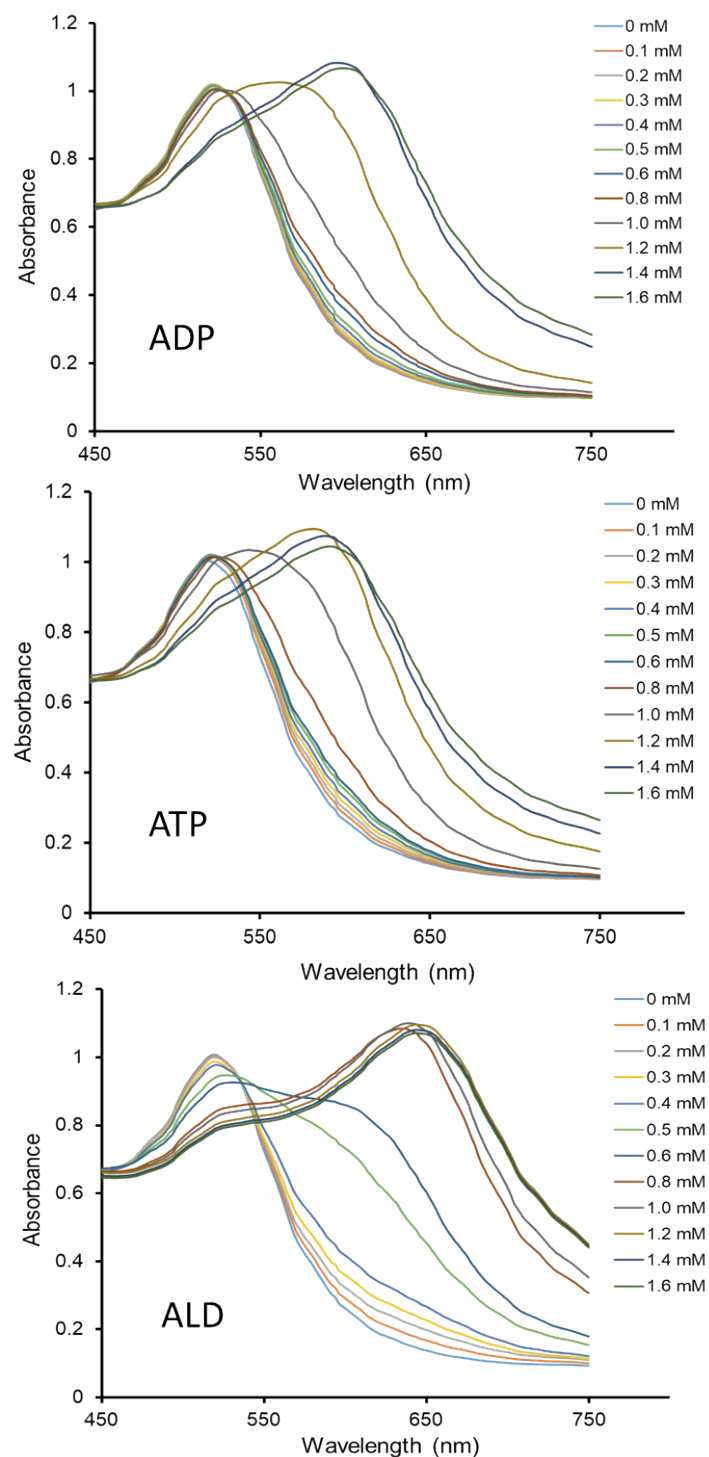 1.2
1
0.8
0.6
0.4
0.2
0
Absorbance
450
550
650
750
Wavelength (nm)
ADP
0 mM
0.1 mM
0.2 mM
0.3 mM
0.4 mM
0.5 mM
0.6 mM
0.8 mM
1.0 mM
1.2 mM
1.4 mM
1.6 mM
1.2
1
0.8
0.6
0.4
0.2
0
Absorbance
450
550
650
750
Wavelength (nm)
ATP
0 mM
0.1 mM
0.2 mM
0.3 mM
0.4 mM
0.5 mM
0.6 mM
0.8 mM
1.0 mM
1.2 mM
1.4 mM
1.6 mM
1.2
1
0.8
0.6
0.4
0.2
0
Absorbance
450
550
650
750
Wavelength (nm)
ALD
0 mM
0.1 mM
0.2 mM
0.3 mM
0.4 mM
0.5 mM
0.6 mM
0.8 mM
1.0 mM
1.2 mM
1.4 mM
1.6 mM